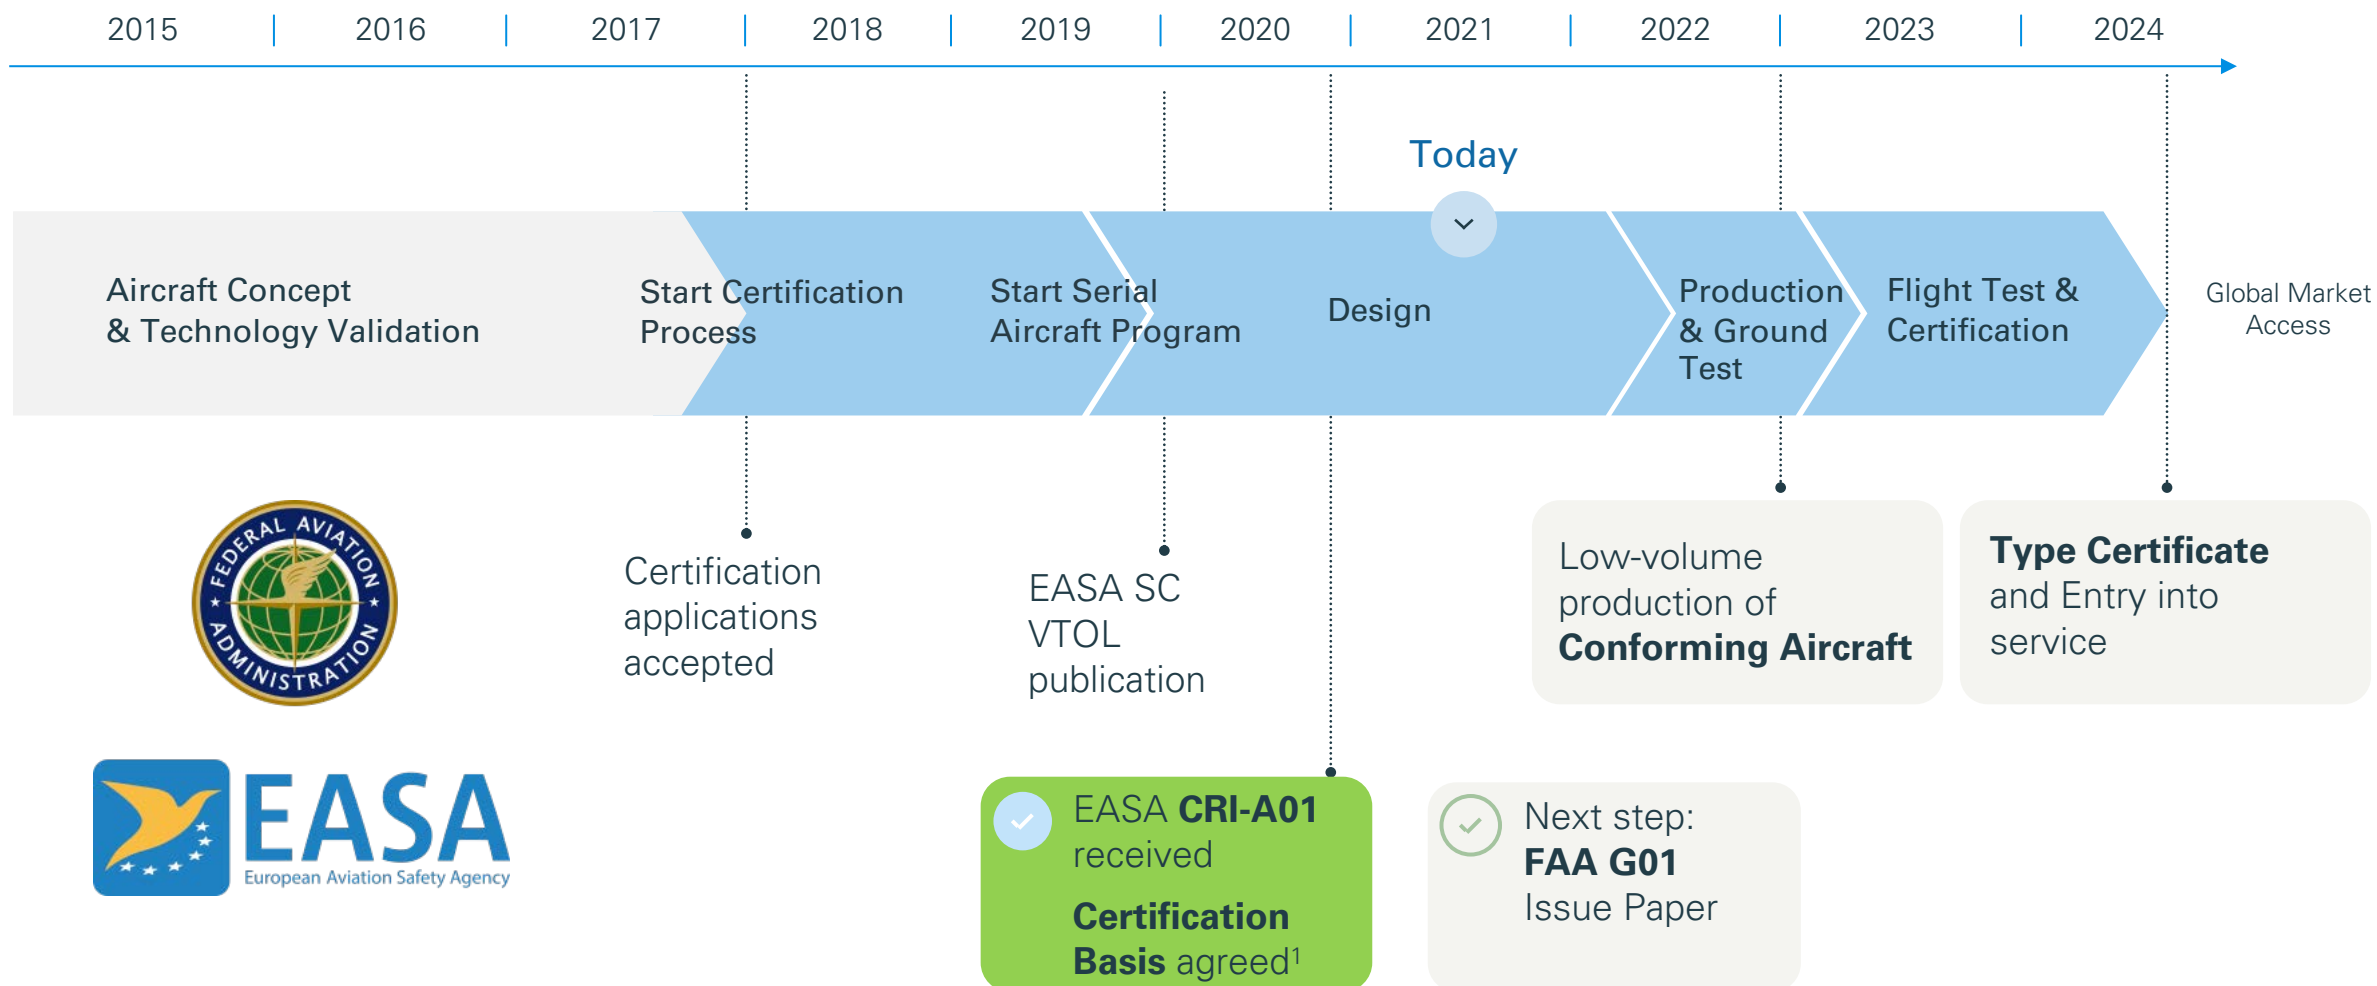 2015 | 2016 | 2017 | 2018 | 2019 | 2020 | 2021 | 2022 | 2023 | 2024
Today
Aircraft Concept
& Technology Validation
Start Certification
Process
Start Serial
Aircraft Program
Design
Production
& Ground
Test
Flight Test &
Certification
Global Market
Access
FEDERAL AVIATION
ADMINISTRATION
Certification
applications
accepted
EASA SC
VTOL
publication
Low-volume
production of
Conforming Aircraft
Type Certificate
and Entry into
service
EASA
European Aviation Safety Agency
EASA CRI-A01
received
Certification
Basis agreed¹
Next step:
FAA G01
Issue Paper